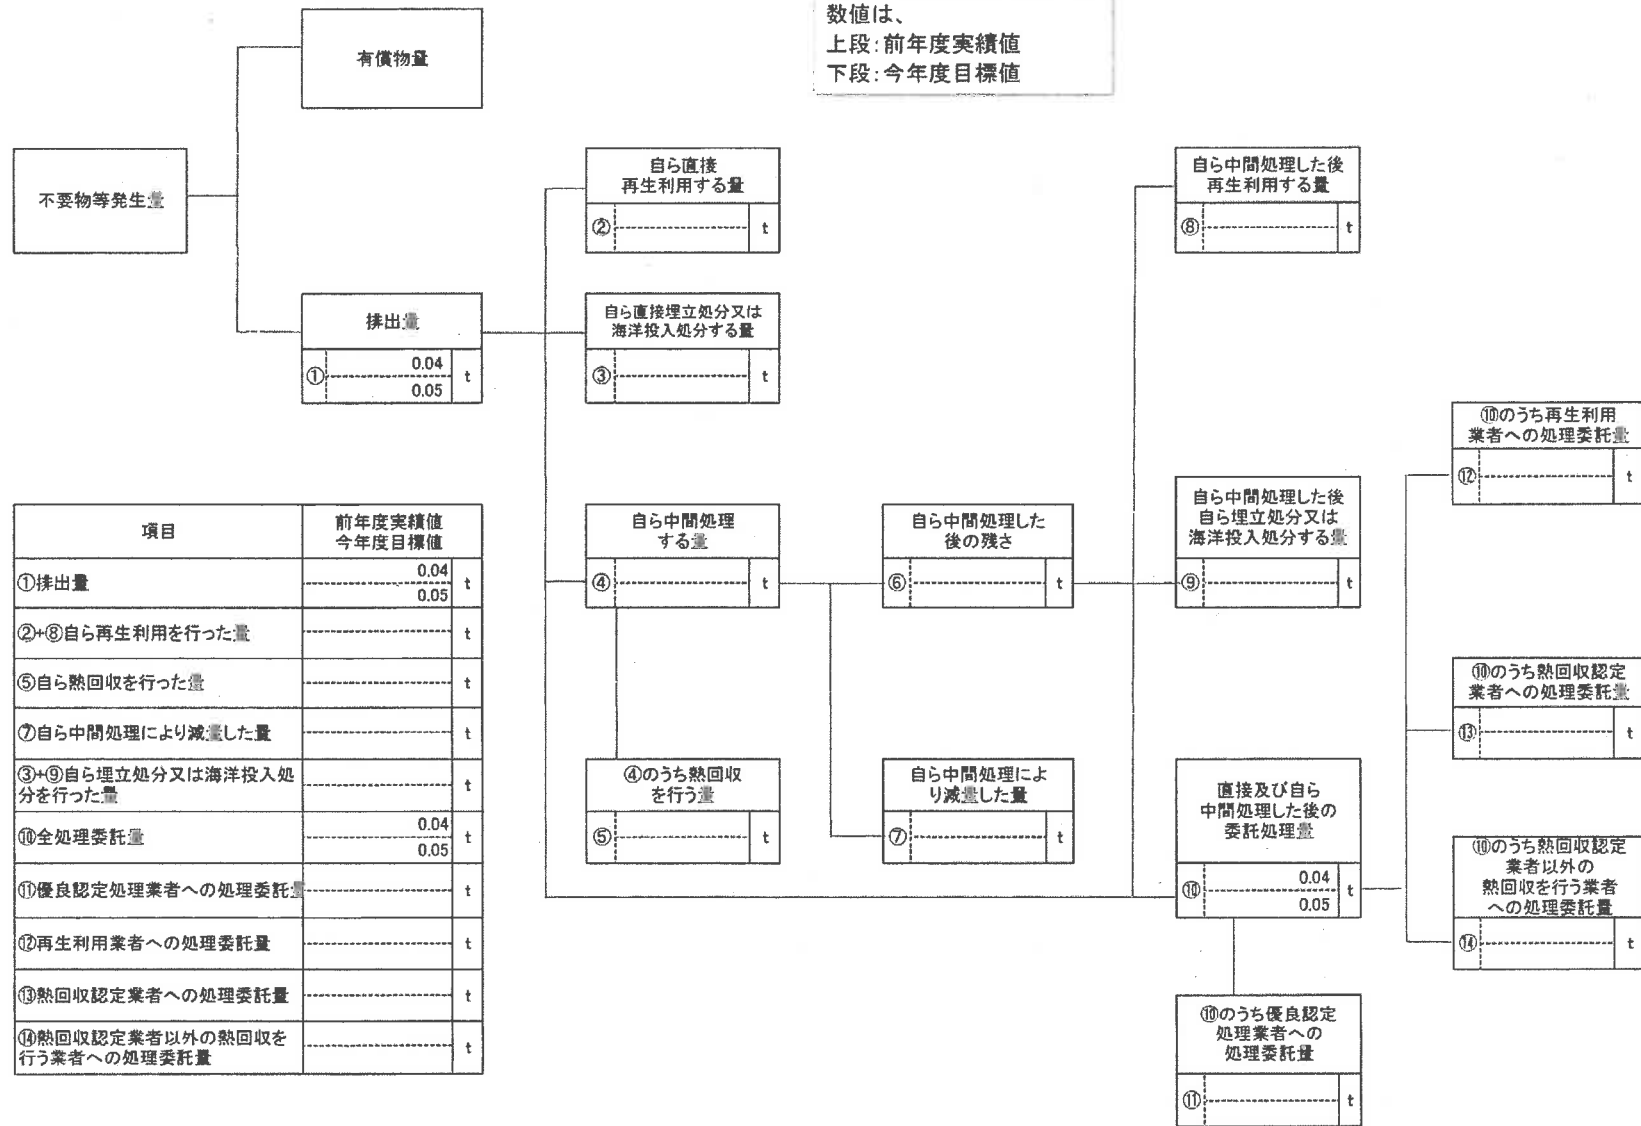 数値は、
上段:前年度実績値
下段:今年度目標値
有償物量
不要物等発生量
排出量
① 0.04 t
0.05
自ら直接
再生利用する量
② t
自ら直接埋立処分又は
海洋投入処分する量
③ t
自ら中間処理
する量
④ t
④のうち熱回収
を行う量
⑤ t
自ら中間処理した
後の残さ
⑥ t
自ら中間処理によ
り減量した量
⑦ t
自ら中間処理した後
再生利用する量
⑧ t
自ら中間処理した後
自ら埋立処分又は
海洋投入処分する量
⑨ t
直接及び自ら
中間処理した後の
委託処理量
⑩ 0.04 t
0.05
⑩のうち優良認定
処理業者への
処理委託量
⑪ t
⑩のうち再生利用
業者への処理委託量
⑫ t
⑩のうち熱回収認定
業者への処理委託量
⑬ t
⑩のうち熱回収認定
業者以外の
熱回収を行う業者
への処理委託量
⑭ t
項目 前年度実績値
今年度目標値
①排出量 0.04 t
0.05
②+⑧自ら再生利用を行った量 t
⑤自ら熱回収を行った量 t
⑦自ら中間処理により減量した量 t
③+⑨自ら埋立処分又は海洋投入処
分を行った量 t
⑩全処理委託量 0.04 t
0.05
⑪優良認定処理業者への処理委託量 t
⑫再生利用業者への処理委託量 t
⑬熱回収認定業者への処理委託量 t
⑭熱回収認定業者以外の熱回収を
行う業者への処理委託量 t